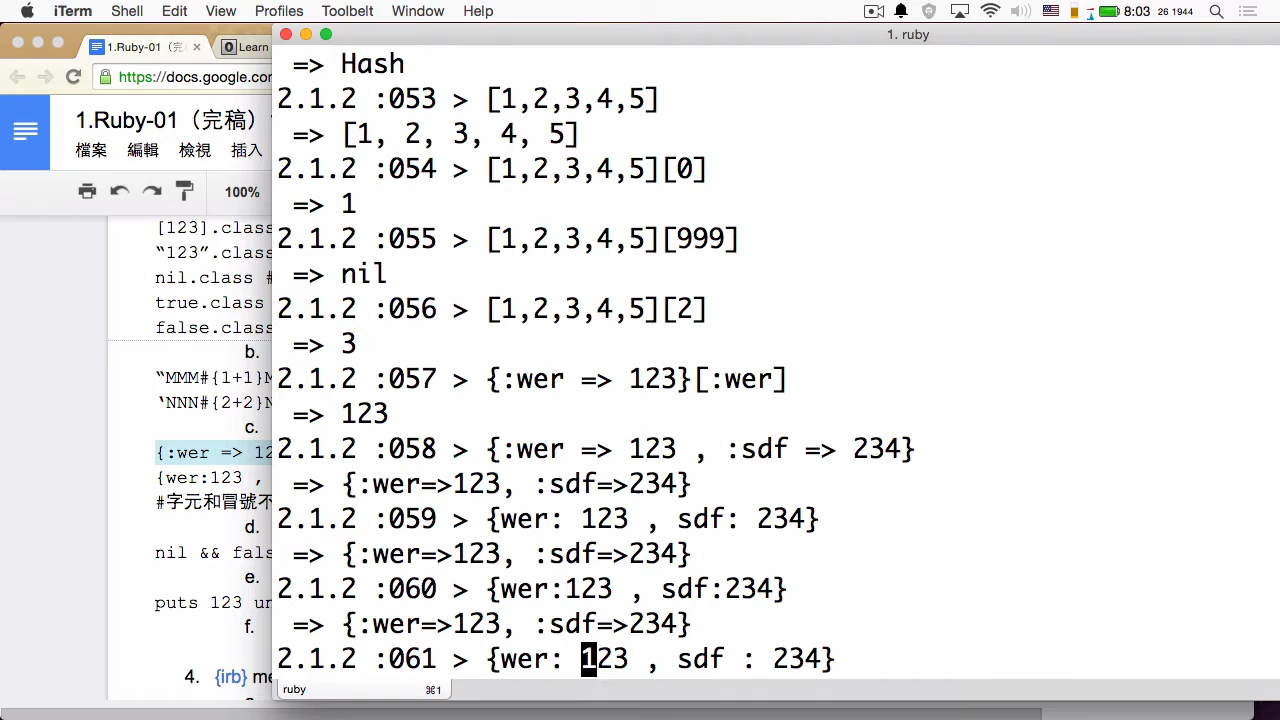 iTerm Shell Edit View Profiles Toolbelt Window Help 8:03 26 1944
1.Ruby-01（完
Learn
1. ruby
https://docs.google.com
1.Ruby-01（完稿）
檔案 編輯 檢視 插入
100%
[123].class
“123”.class
nil.class #
true.class
false.class
b.
“MMM#{1+1}M
‘NNN#{2+2}N
c.
{:wer => 12
{wer:123 ,
#字元和冒號不
d.
nil && fals
e.
puts 123 un
f.
4. {irb} me
=> Hash
2.1.2 :053 > [1,2,3,4,5]
=> [1, 2, 3, 4, 5]
2.1.2 :054 > [1,2,3,4,5][0]
=> 1
2.1.2 :055 > [1,2,3,4,5][999]
=> nil
2.1.2 :056 > [1,2,3,4,5][2]
=> 3
2.1.2 :057 > {:wer => 123}[:wer]
=> 123
2.1.2 :058 > {:wer => 123 , :sdf => 234}
=> {:wer=>123, :sdf=>234}
2.1.2 :059 > {wer: 123 , sdf: 234}
=> {:wer=>123, :sdf=>234}
2.1.2 :060 > {wer:123 , sdf:234}
=> {:wer=>123, :sdf=>234}
2.1.2 :061 > {wer: 123 , sdf : 234}
ruby ⌘1